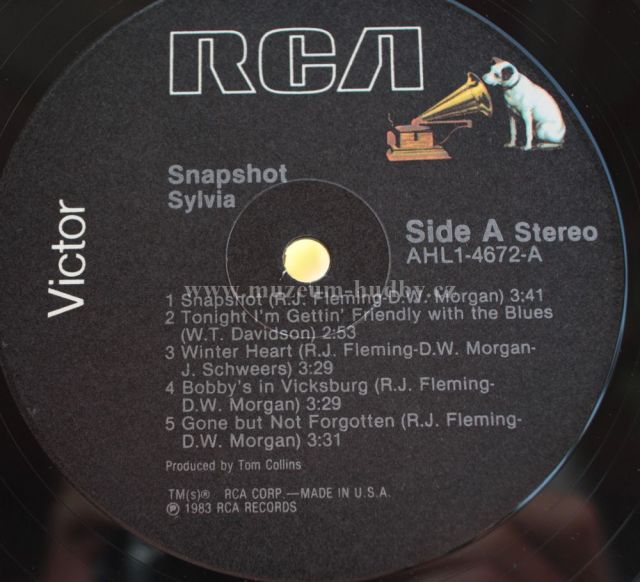 RCA
Victor
Snapshot
Sylvia
Side A Stereo
AHL1-4672-A
www.muzeum-hudby.cz
1 Snapshot (R.J. Fleming-D.W. Morgan) 3:41
2 Tonight I'm Gettin' Friendly with the Blues
(W.T. Davidson) 2:53
3 Winter Heart (R.J. Fleming-D.W. Morgan-
J. Schweers) 3:29
4 Bobby's in Vicksburg (R.J. Fleming-
D.W. Morgan) 3:29
5 Gone but Not Forgotten (R.J. Fleming-
D.W. Morgan) 3:31
Produced by Tom Collins
TM(s)® RCA CORP.—MADE IN U.S.A.
℗ 1983 RCA RECORDS